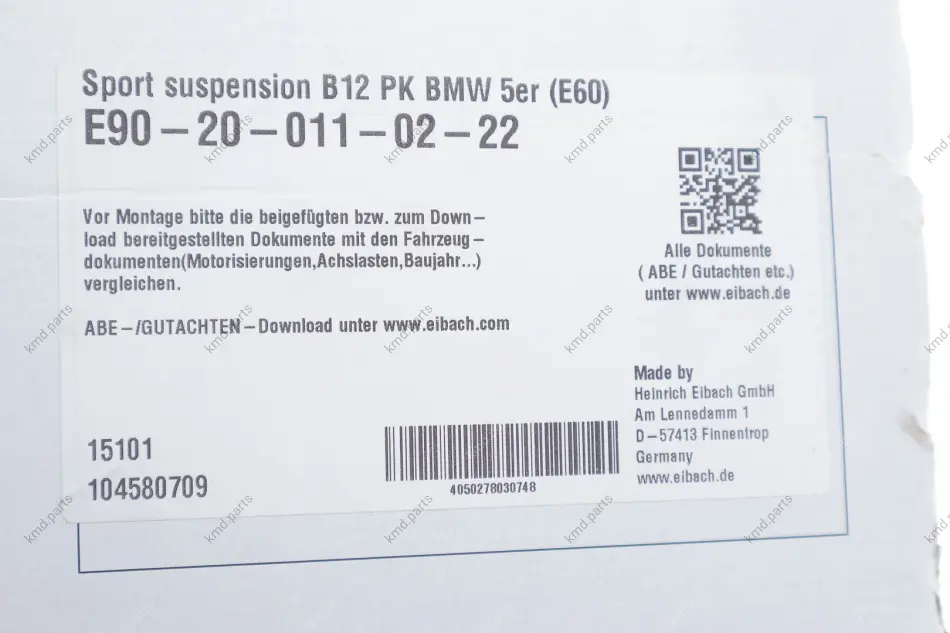 Sport suspension B12 PK BMW 5er (E60)
E90-20-011-02-22
Vor Montage bitte die beigefügten bzw. zum Down-
load bereitgestellten Dokumente mit den Fahrzeug-
dokumenten(Motorisierungen,Achslasten,Baujahr...)
vergleichen.
ABE-/GUTACHTEN-Download unter www.eibach.com
Alle Dokumente
( ABE / Gutachten etc.)
unter www.eibach.de
Made by
Heinrich Eibach GmbH
Am Lennedamm 1
D-57413 Finnentrop
Germany
www.eibach.de
15101
104580709
4050278030748
kmd.parts